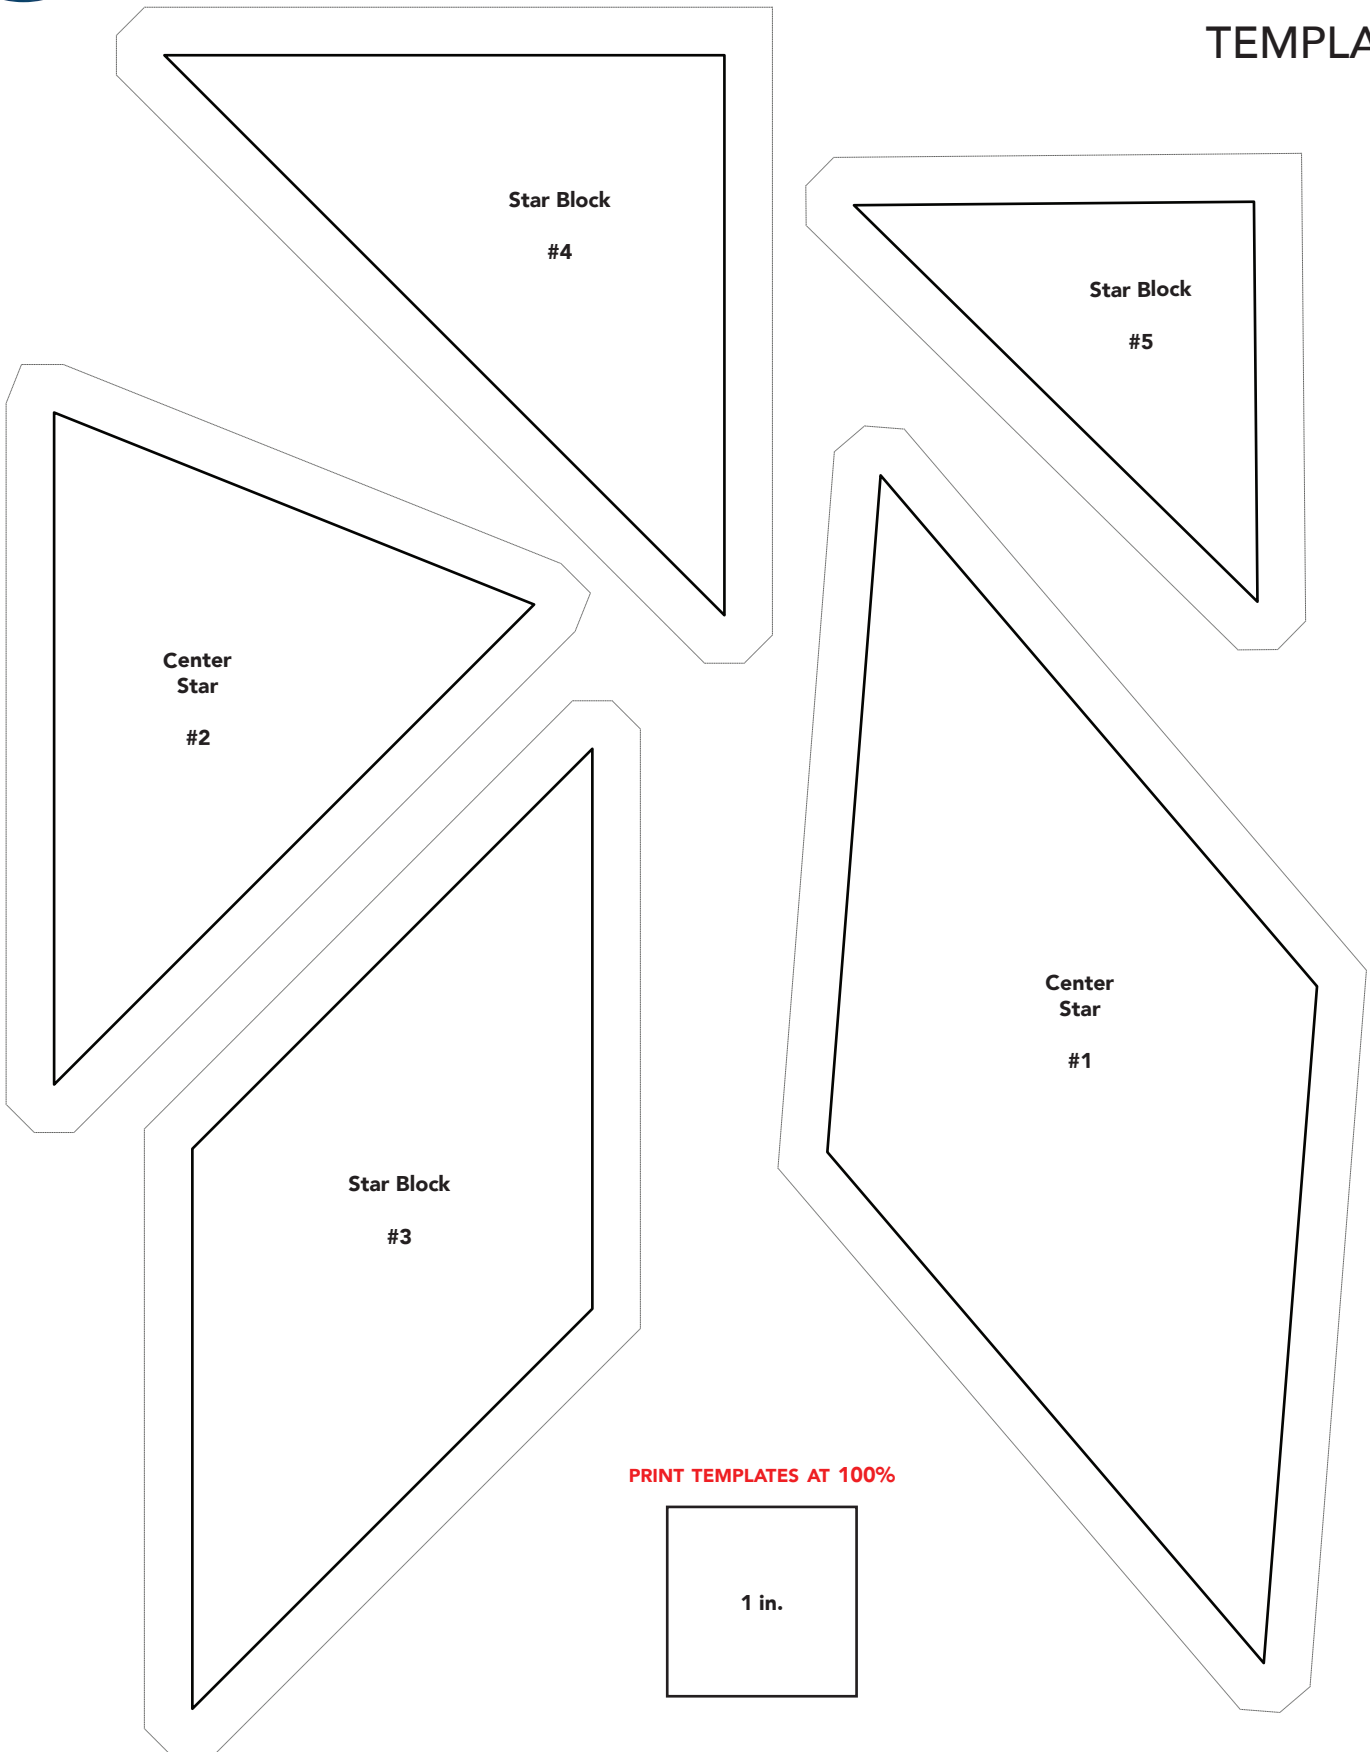 TEMPLA
Star Block
#4
Star Block
#5
Center
Star
#2
Center
Star
#1
Star Block
#3
PRINT TEMPLATES AT 100%
1 in.